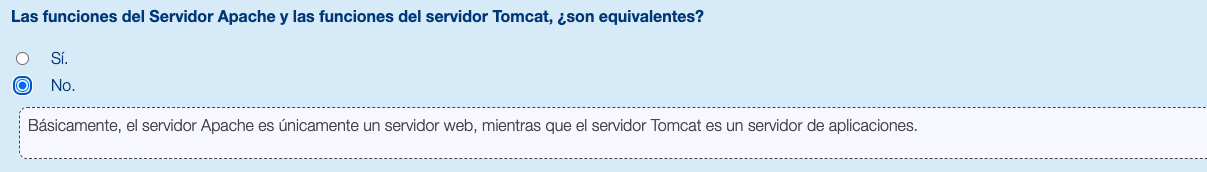 Las funciones del Servidor Apache y las funciones del servidor Tomcat, ¿son equivalentes?
Sí.
No.
Básicamente, el servidor Apache es únicamente un servidor web, mientras que el servidor Tomcat es un servidor de aplicaciones.